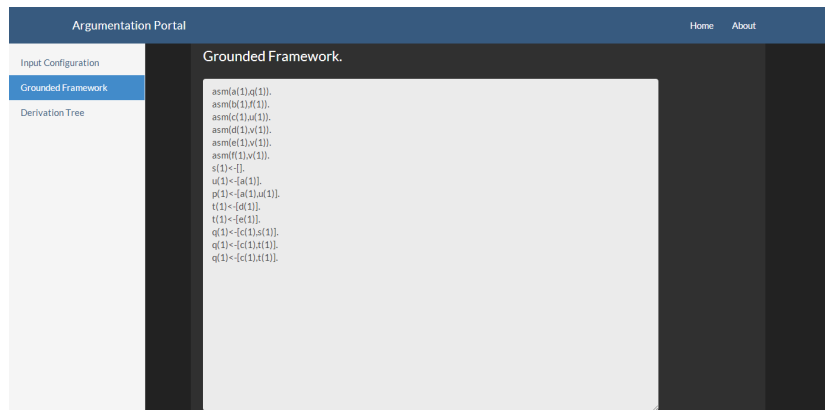 Argumentation Portal
Home
About
Input Configuration
Grounded Framework
Derivation Tree
Grounded Framework.
asm(a(1),q(1)).
asm(b(1),f(1)).
asm(c(1),u(1)).
asm(d(1),v(1)).
asm(e(1),v(1)).
asm(f(1),v(1)).
s(1)<-[].
u(1)<-[a(1)].
p(1)<-[a(1),u(1)].
t(1)<-[d(1)].
t(1)<-[e(1)].
q(1)<-[c(1),s(1)].
q(1)<-[c(1),t(1)].
q(1)<-[c(1),t(1)].